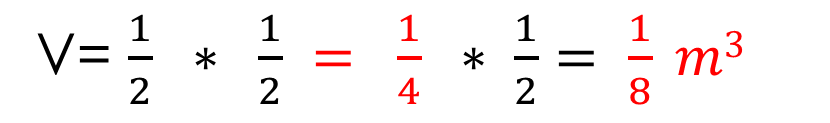 V= 1/2 * 1/2 = 1/4 * 1/2 = 1/8 m³